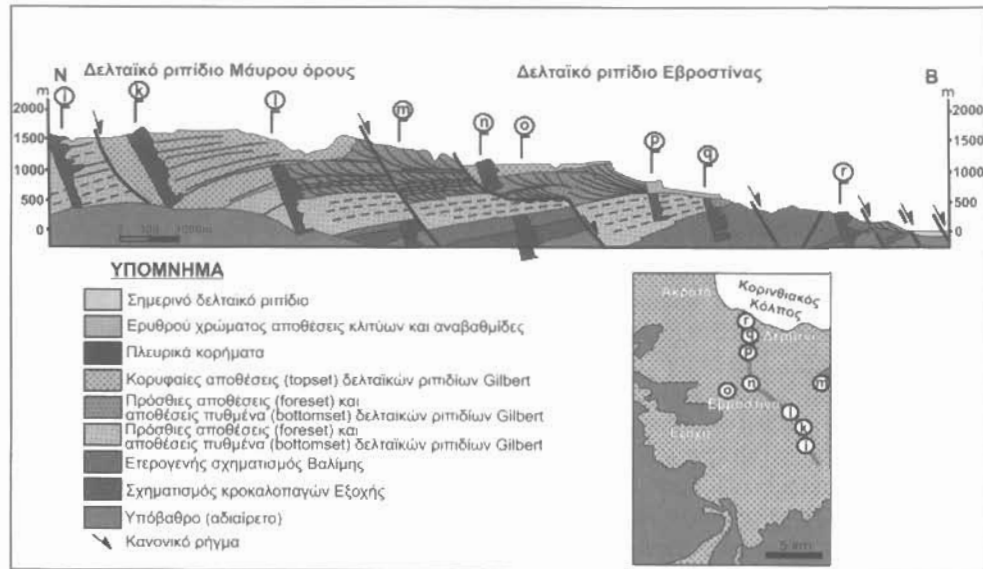 Δελταϊκό ριπίδιο Μάυρου όρους
Δελταϊκό ριπίδιο Εβροστίνας
N
B
m
m
j
k
l
m
n
o
p
q
r
2000
1500
1000
500
0
2000
1500
1000
500
0
ΥΠΟΜΝΗΜΑ
Σημερινό δελταϊκό ριπίδιο
Ερυθρού χρώματος αποθέσεις κλιτύων και αναβαθμίδες
Πλευρικά κορήματα
Κορυφαίες αποθέσεις (topset) δελταϊκών ριπιδίων Gilbert
Πρόσθιες αποθέσεις (foreset) και
αποθέσεις πυθμένα (bottomset) δελταϊκών ριπιδίων Gilbert
Πρόσθιες αποθέσεις (foreset) και
αποθέσεις πυθμένα (bottomset) δελταϊκών ριπιδίων Gilbert
Ετερογενής σχηματισμός Βαλίμης
Σχηματισμός κροκαλοπαγών Εξοχής
Υπόβαθρο (αδιαίρετο)
Κανονικό ρήγμα
Κορινθιακός
Κόλπος
Ακράτα
r
q
p
o
n
m
l
k
j
5 km